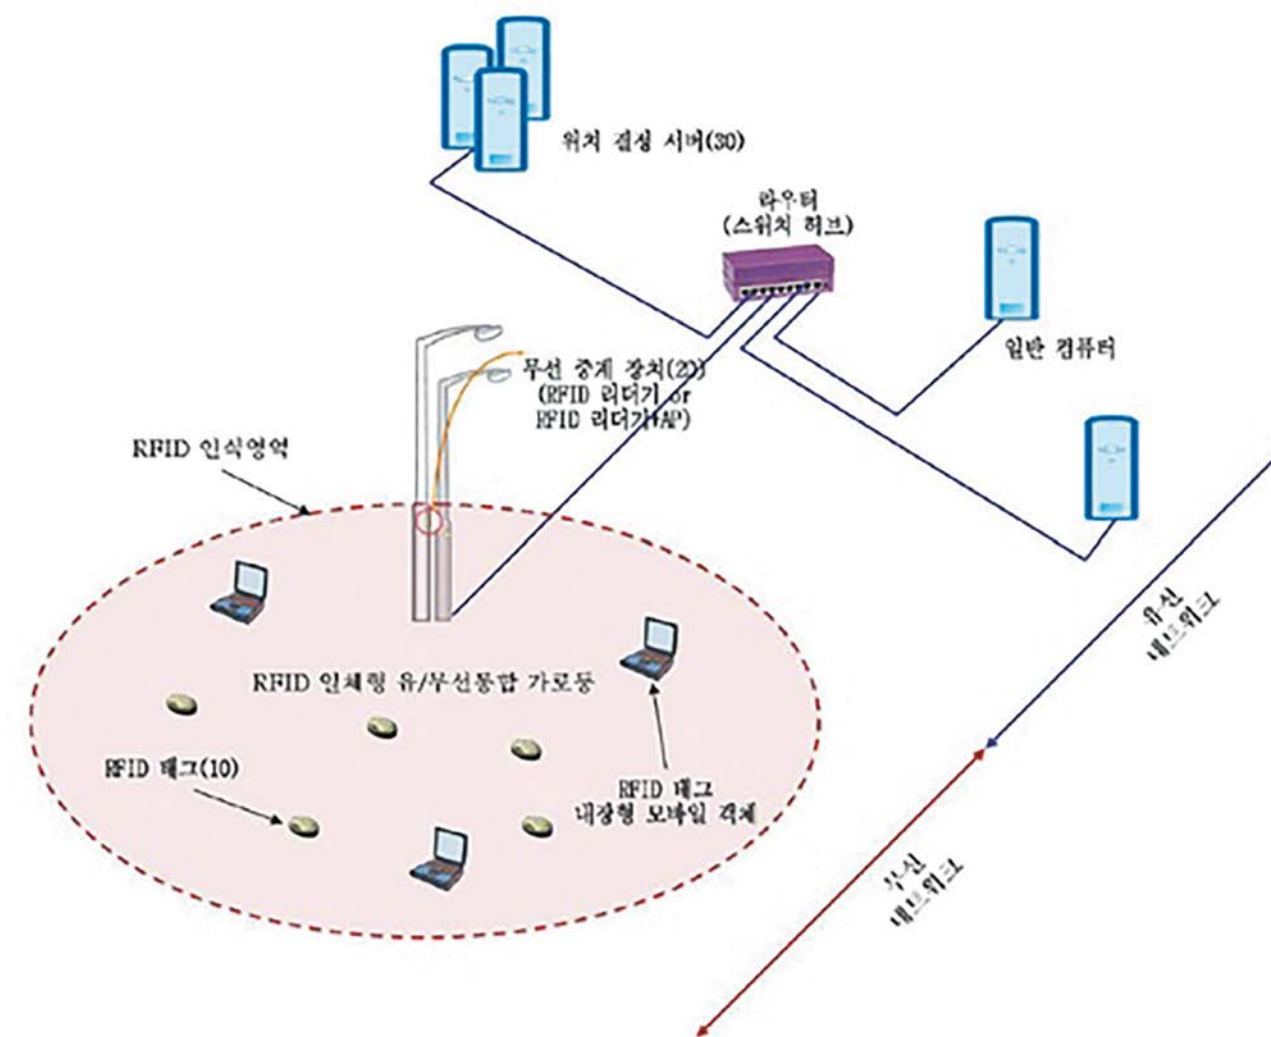 위치 결정 서버(30)
라우터
(스위치 허브)
일반 컴퓨터
무선 중계 장치(20)
(RFID 리더기 or
RFID 리더기+AP)
RFID 인식영역
유선
네트워크
RFID 일체형 유/무선통합 가로등
RFID 태그(10)
RFID 태그
내장형 모바일 객체
무선
네트워크